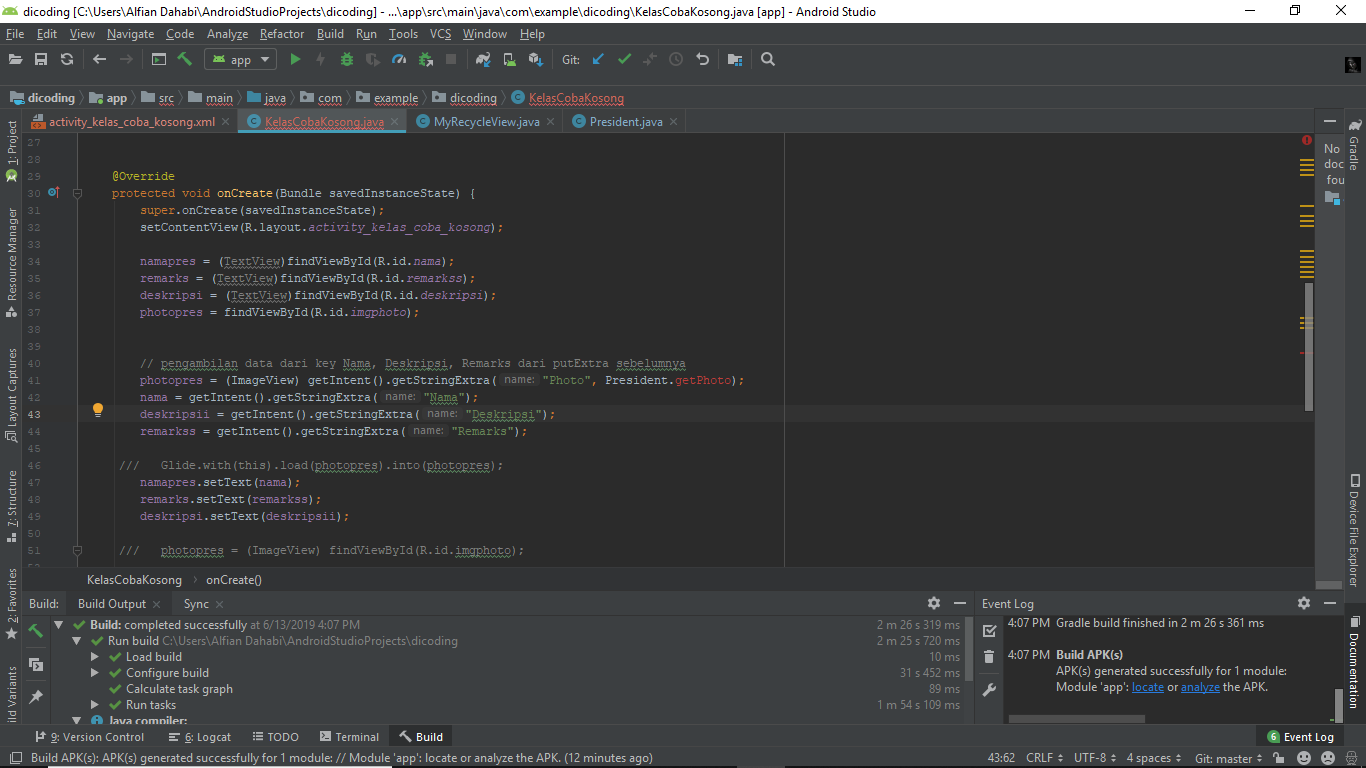 dicoding [C:\Users\Alfian Dahabi\AndroidStudioProjects\dicoding] - ...\app\src\main\java\com\example\dicoding\KelasCobaKosong.java [app] - Android Studio
File Edit View Navigate Code Analyze Refactor Build Run Tools VCS Window Help
app Git:
dicoding app src main java com example dicoding KelasCobaKosong
activity_kelas_coba_kosong.xml KelasCobaKosong.java MyRecycleView.java President.java
27
28
29 @Override
30 protected void onCreate(Bundle savedInstanceState) {
31 super.onCreate(savedInstanceState);
32 setContentView(R.layout.activity_kelas_coba_kosong);
33
34 namapres = (TextView)findViewById(R.id.nama);
35 remarks = (TextView)findViewById(R.id.remarkss);
36 deskripsi = (TextView)findViewById(R.id.deskripsi);
37 photopres = findViewById(R.id.imgphoto);
38
39
40 // pengambilan data dari key Nama, Deskripsi, Remarks dari putExtra sebelumnya
41 photopres = (ImageView) getIntent().getStringExtra( name: "Photo", President.getPhoto);
42 nama = getIntent().getStringExtra( name: "Nama");
43 deskripsii = getIntent().getStringExtra( name: "Deskripsi");
44 remarkss = getIntent().getStringExtra( name: "Remarks");
45
46 /// Glide.with(this).load(photopres).into(photopres);
47 namapres.setText(nama);
48 remarks.setText(remarkss);
49 deskripsi.setText(deskripsii);
50
51 /// photopres = (ImageView) findViewById(R.id.imgphoto);
KelasCobaKosong onCreate()
1: Project
Resource Manager
Layout Captures
7: Structure
2: Favorites
ild Variants
No
doc
fou
Gradle
Device File Explorer
Documentation
Build: Build Output Sync
Build: completed successfully at 6/13/2019 4:07 PM 2 m 26 s 319 ms
Run build C:\Users\Alfian Dahabi\AndroidStudioProjects\dicoding 2 m 25 s 720 ms
Load build 10 ms
Configure build 31 s 452 ms
Calculate task graph 89 ms
Run tasks 1 m 54 s 109 ms
Java compiler:
Event Log
4:07 PM Gradle build finished in 2 m 26 s 361 ms
4:07 PM Build APK(s)
APK(s) generated successfully for 1 module:
Module 'app': locate or analyze the APK.
9: Version Control 6: Logcat TODO Terminal Build 6 Event Log
Build APK(s): APK(s) generated successfully for 1 module: // Module 'app': locate or analyze the APK. (12 minutes ago) 43:62 CRLF UTF-8 4 spaces Git: master